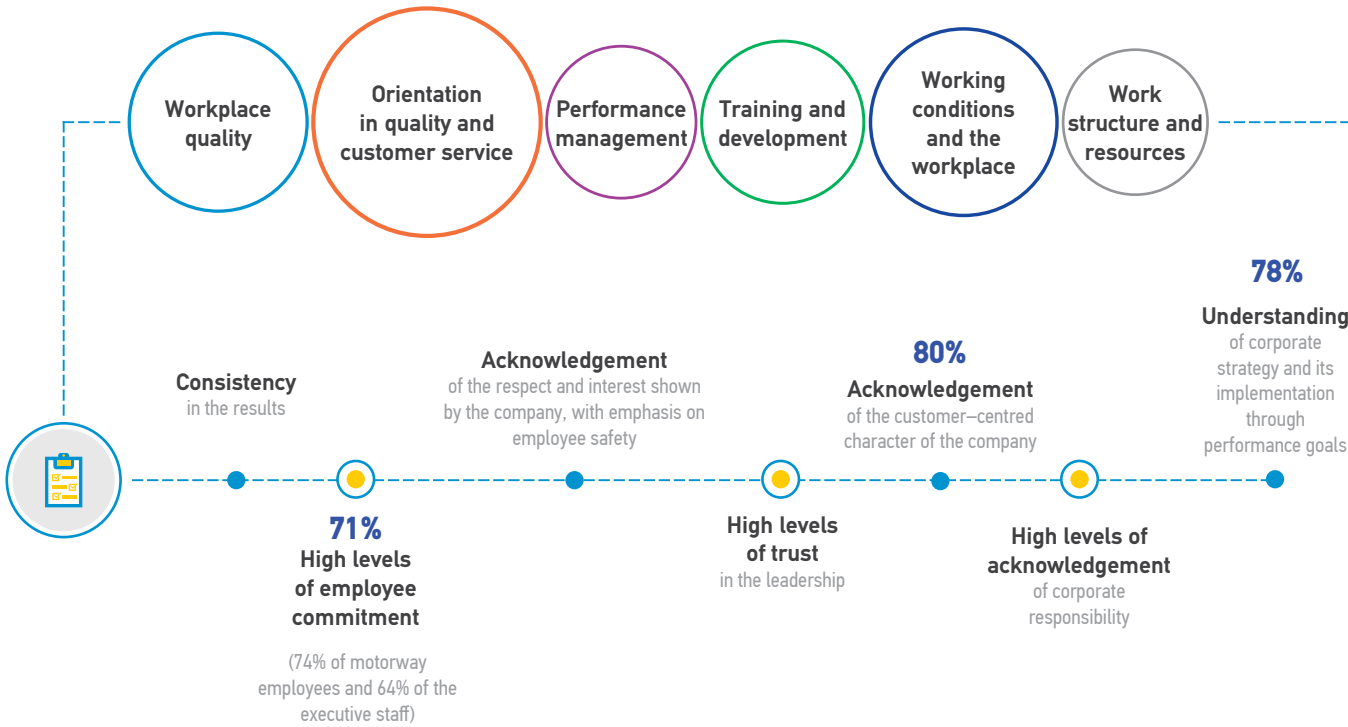 Workplace
quality
Orientation
in quality and
customer service
Performance
management
Training and
development
Working
conditions
and the
workplace
Work
structure and
resources
Consistency
in the results
71%
High levels
of employee
commitment
(74% of motorway
employees and 64% of the
executive staff)
Acknowledgement
of the respect and interest shown
by the company, with emphasis on
employee safety
High levels
of trust
in the leadership
80%
Acknowledgement
of the customer–centred
character of the company
High levels of
acknowledgement
of corporate
responsibility
78%
Understanding
of corporate
strategy and its
implementation
through
performance goals